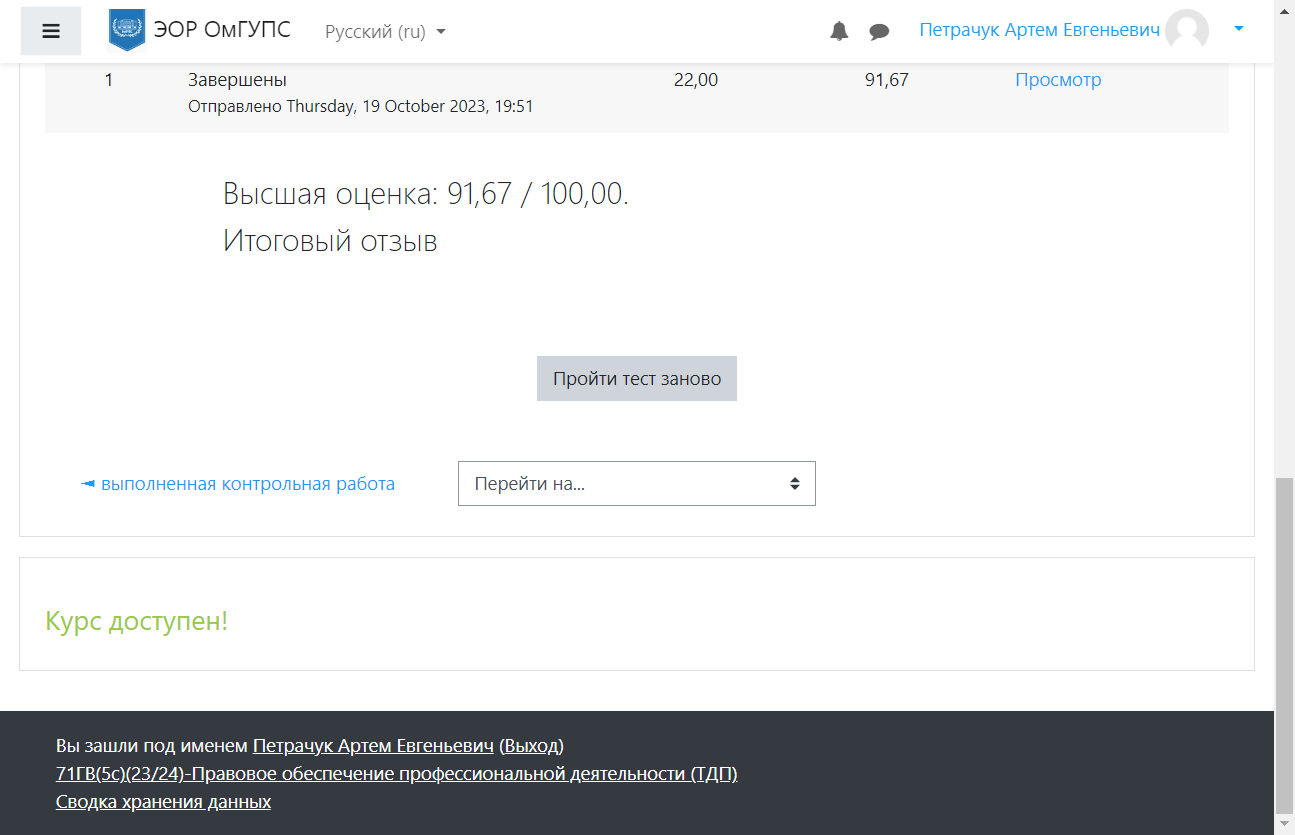 ЭОР ОмГУПС
Русский (ru)
Петрачук Артем Евгеньевич
1 Завершены 22,00 91,67 Просмотр
Отправлено Thursday, 19 October 2023, 19:51
Высшая оценка: 91,67 / 100,00.
Итоговый отзыв
Пройти тест заново
◄ выполненная контрольная работа
Перейти на...
Курс доступен!
Вы зашли под именем Петрачук Артем Евгеньевич (Выход)
71ГВ(5с)(23/24)-Правовое обеспечение профессиональной деятельности (ТДП)
Сводка хранения данных